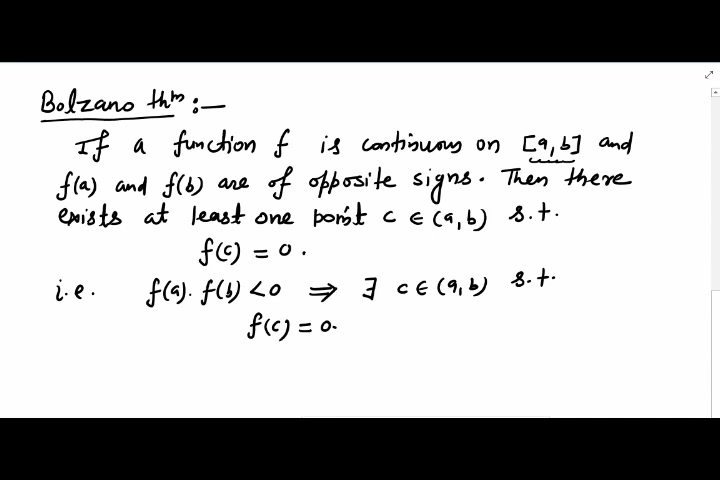 Bolzano thm :—
If a function f is continuous on [a,b] and
f(a) and f(b) are of opposite signs. Then there
exists at least one point c ∈ (a,b) s.t.
f(c) = 0.
i.e. f(a). f(b) < 0 ⇒ ∃ c ∈ (a,b) s.t.
f(c) = 0.